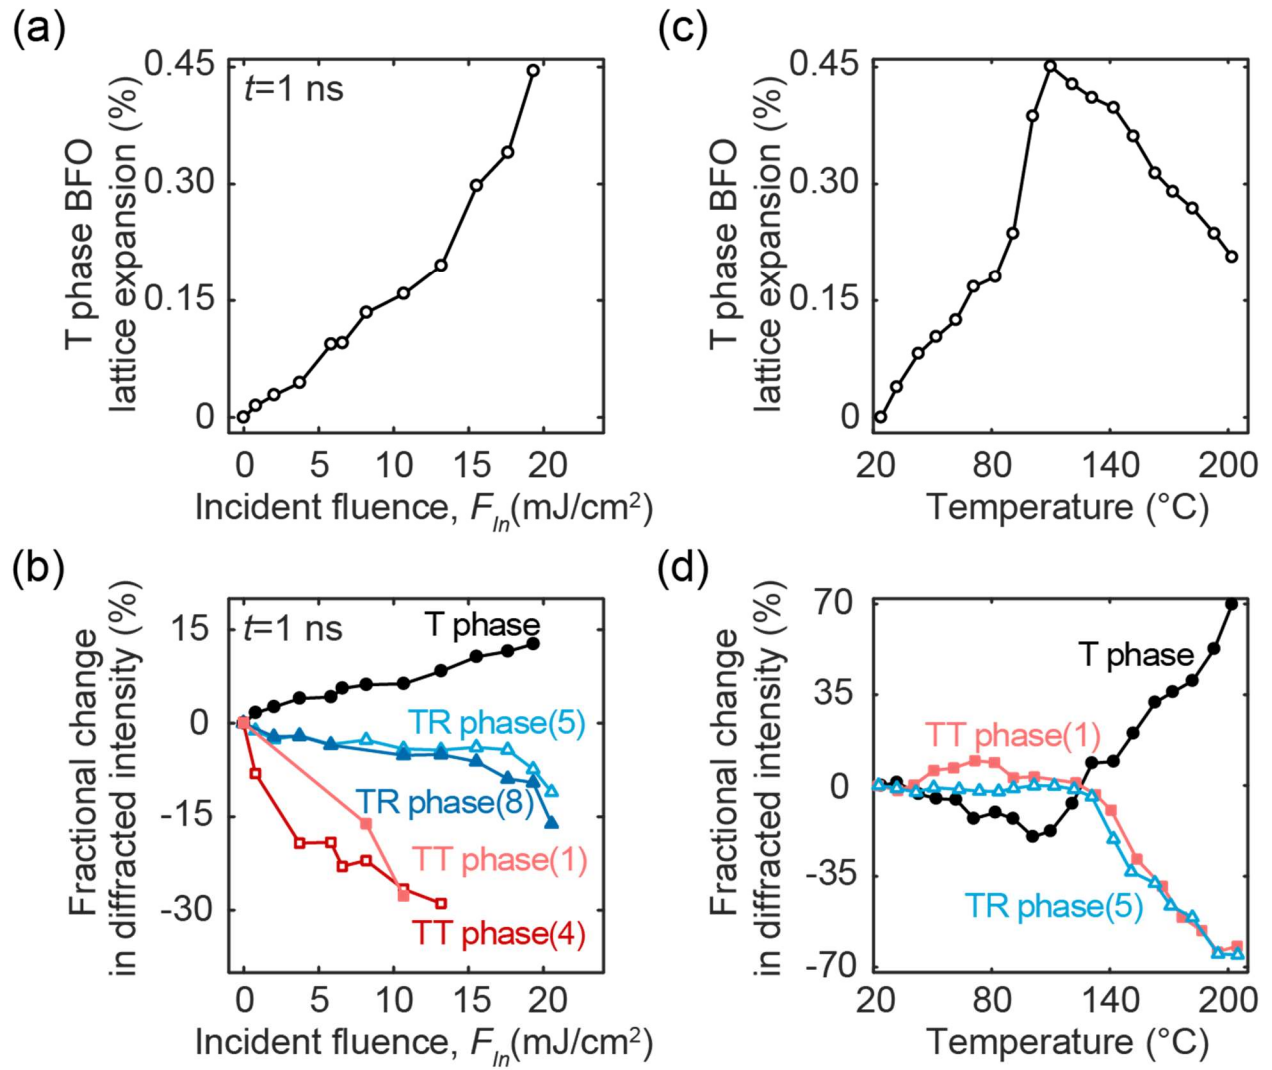 (a)
T phase BFO
lattice expansion (%)
0.45
0.30
0.15
0
t=1 ns
0 5 10 15 20
Incident fluence, F_In(mJ/cm²)
(c)
T phase BFO
lattice expansion (%)
0.45
0.30
0.15
0
20 80 140 200
Temperature (°C)
(b)
Fractional change
in diffracted intensity (%)
15
0
-15
-30
t=1 ns
T phase
TR phase(5)
TR phase(8)
TT phase(1)
TT phase(4)
0 5 10 15 20
Incident fluence, F_In(mJ/cm²)
(d)
Fractional change
in diffracted intensity (%)
70
35
0
-35
-70
T phase
TT phase(1)
TR phase(5)
20 80 140 200
Temperature (°C)